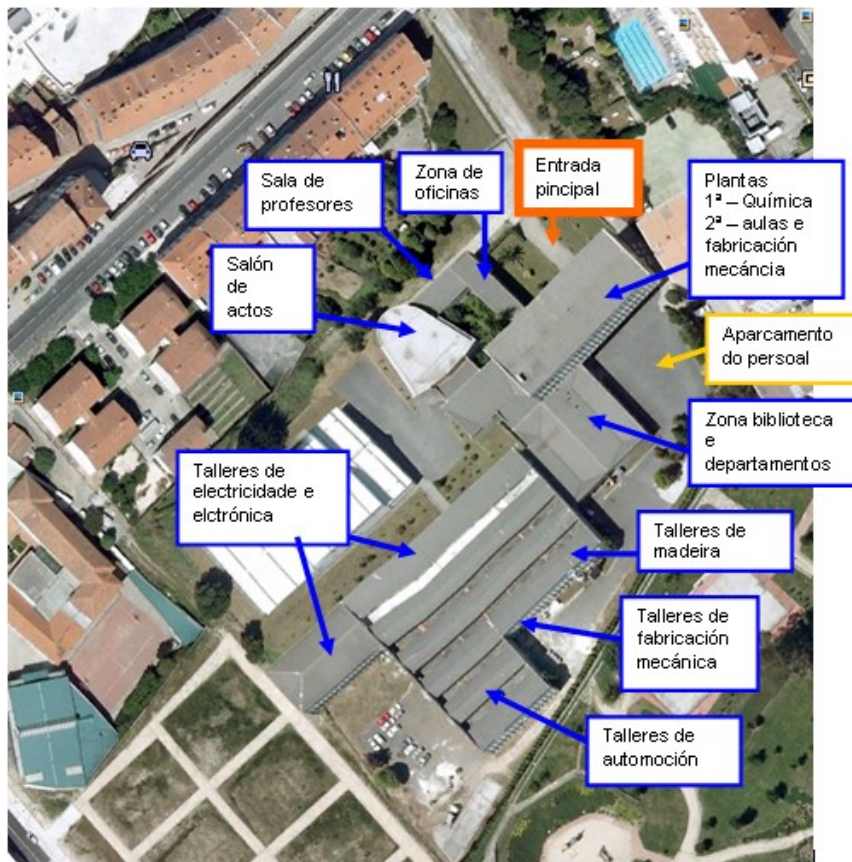 Sala de
profesores
Zona de
oficinas
Entrada
pincipal
Plantas
1ª – Química
2ª – aulas e
fabricación
mecáncia
Salón
de
actos
Aparcamento
do persoal
Zona biblioteca
e
departamentos
Talleres de
electricidade e
elctrónica
Talleres de
madeira
Talleres de
fabricación
mecánica
Talleres de
automoción